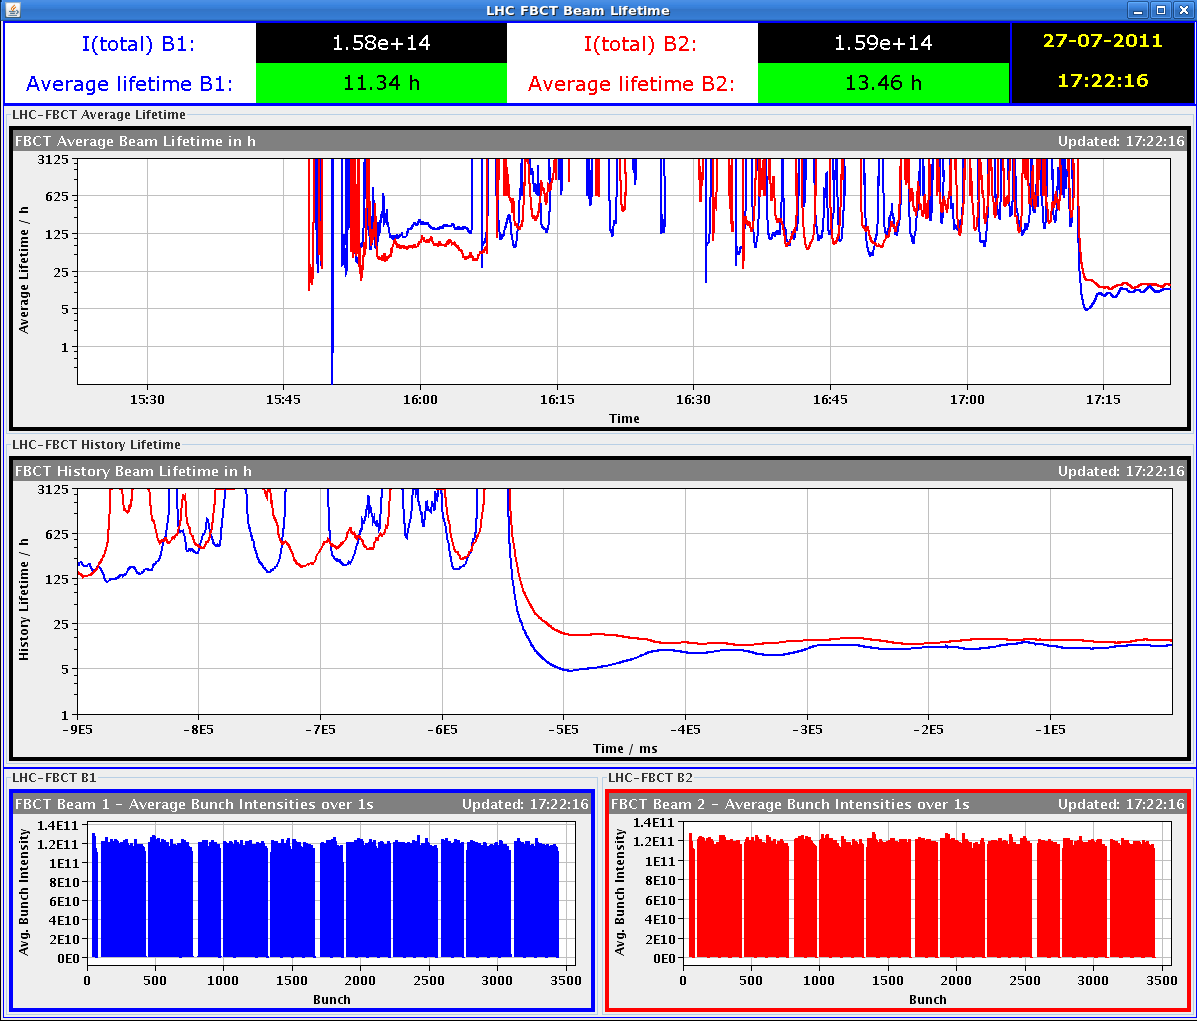 LHC FBCT Beam Lifetime
I(total) B1: 1.58e+14 I(total) B2: 1.59e+14 27-07-2011
Average lifetime B1: 11.34 h Average lifetime B2: 13.46 h 17:22:16
LHC-FBCT Average Lifetime
FBCT Average Beam Lifetime in h Updated: 17:22:16
Average Lifetime / h
3125
625
125
25
5
1
15:30 15:45 16:00 16:15 16:30 16:45 17:00 17:15
Time
LHC-FBCT History Lifetime
FBCT History Beam Lifetime in h Updated: 17:22:16
History Lifetime / h
3125
625
125
25
5
1
-9E5 -8E5 -7E5 -6E5 -5E5 -4E5 -3E5 -2E5 -1E5
Time / ms
LHC-FBCT B1
FBCT Beam 1 - Average Bunch Intensities over 1s Updated: 17:22:16
Avg. Bunch Intensity
1.4E11
1.2E11
1E11
8E10
6E10
4E10
2E10
0E0
0 500 1000 1500 2000 2500 3000 3500
Bunch
LHC-FBCT B2
FBCT Beam 2 - Average Bunch Intensities over 1s Updated: 17:22:16
Avg. Bunch Intensity
1.4E11
1.2E11
1E11
8E10
6E10
4E10
2E10
0E0
0 500 1000 1500 2000 2500 3000 3500
Bunch